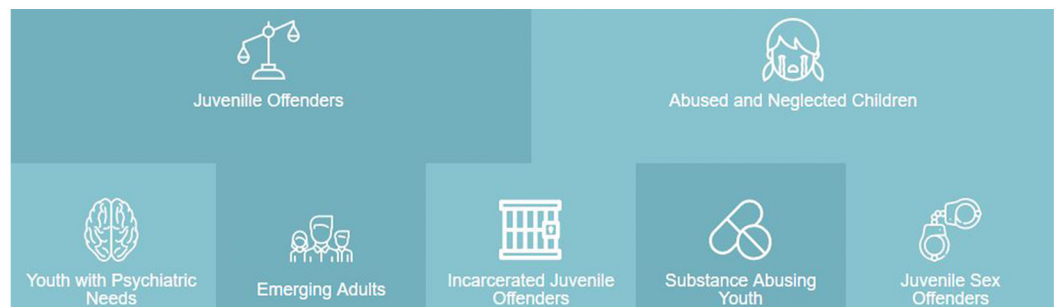 Juvenille Offenders
Abused and Neglected Children
Youth with Psychiatric
Needs
Emerging Adults
Incarcerated Juvenile
Offenders
Substance Abusing
Youth
Juvenile Sex
Offenders